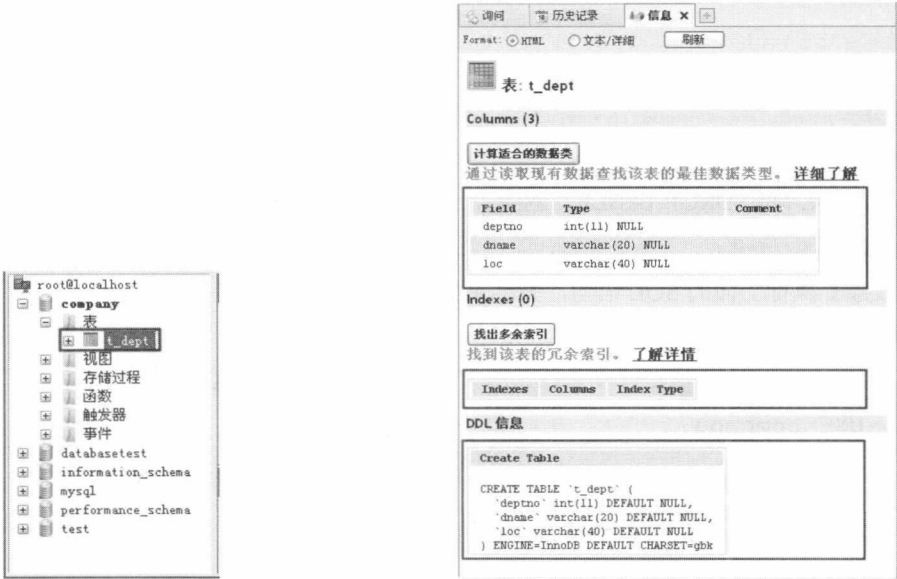 root@localhost
company
表
t_dept
视图
存储过程
函数
触发器
事件
databasetest
information_schema
mysql
performance_schema
test
询问 历史记录 信息 ×
Format: HTML 文本/详细 刷新
表: t_dept
Columns (3)
计算适合的数据类
通过读取现有数据查找该表的最佳数据类型。 详细了解
Field Type Comment
deptno int(11) NULL
dname varchar(20) NULL
loc varchar(40) NULL
Indexes (0)
找出多余索引
找到该表的冗余索引。 了解详情
Indexes Columns Index Type
DDL 信息
Create Table
CREATE TABLE `t_dept` (
`deptno` int(11) DEFAULT NULL,
`dname` varchar(20) DEFAULT NULL,
`loc` varchar(40) DEFAULT NULL
) ENGINE=InnoDB DEFAULT CHARSET=gbk